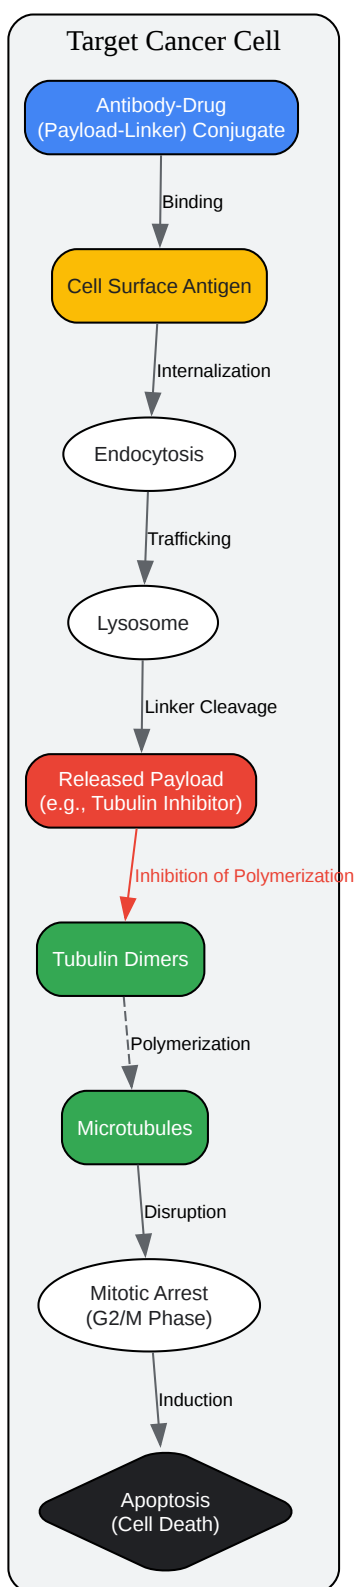 Target Cancer Cell
Antibody-Drug
(Payload-Linker) Conjugate
Binding
Cell Surface Antigen
Internalization
Endocytosis
Trafficking
Lysosome
Linker Cleavage
Released Payload
(e.g., Tubulin Inhibitor)
Inhibition of Polymerization
Tubulin Dimers
Polymerization
Microtubules
Disruption
Mitotic Arrest
(G2/M Phase)
Induction
Apoptosis
(Cell Death)